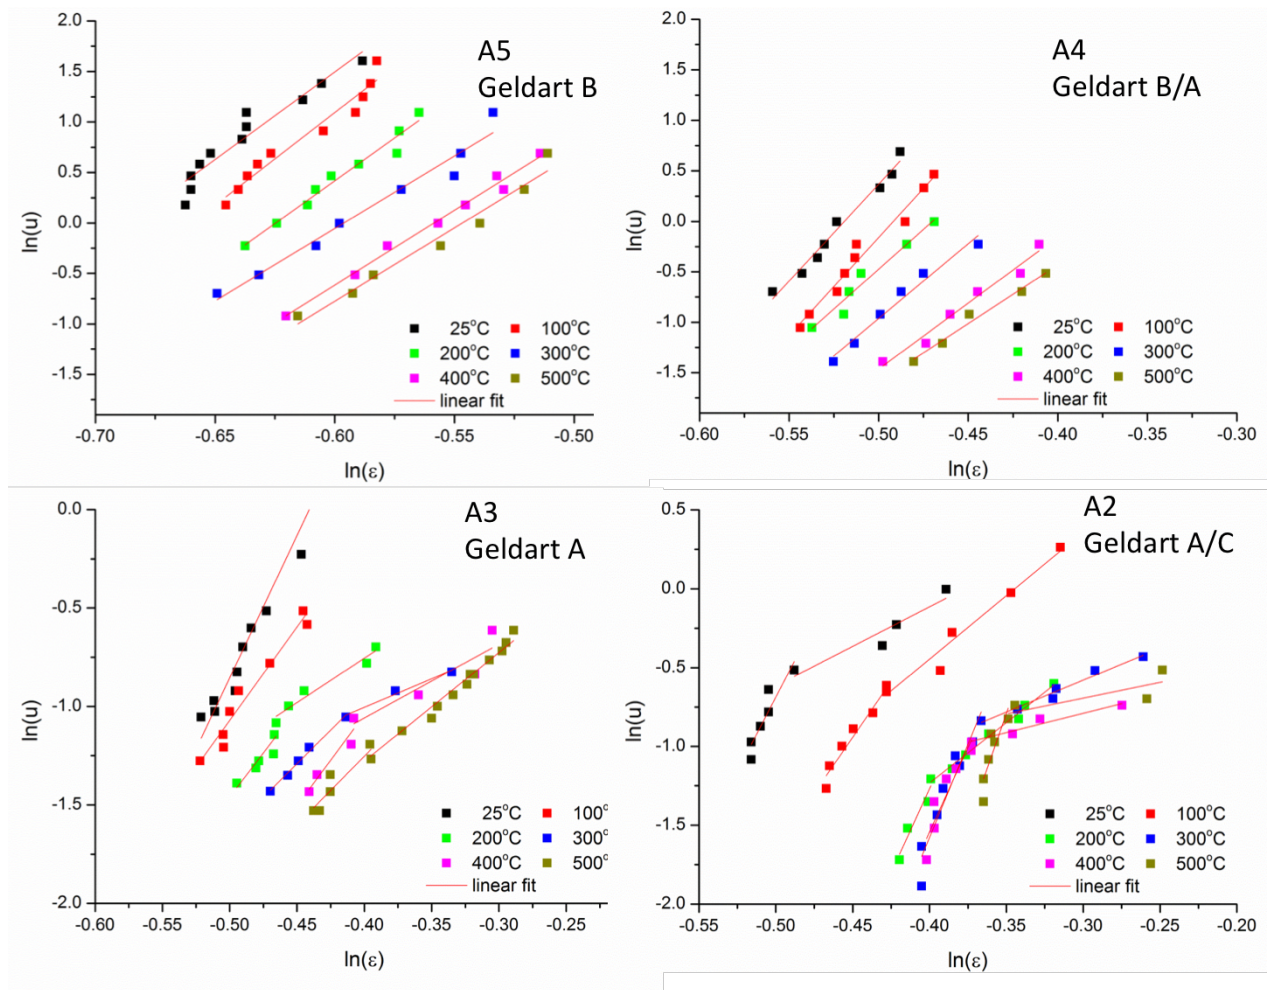 A5
Geldart B
2.0
1.5
1.0
0.5
0.0
-0.5
-1.0
-1.5
ln(u)
25°C 100°C
200°C 300°C
400°C 500°C
linear fit
-0.70 -0.65 -0.60 -0.55 -0.50
ln(ε)
A4
Geldart B/A
2.0
1.5
1.0
0.5
0.0
-0.5
-1.0
-1.5
ln(u)
25°C 100°C
200°C 300°C
400°C 500°C
linear fit
-0.60 -0.55 -0.50 -0.45 -0.40 -0.35 -0.30
ln(ε)
A3
Geldart A
0.0
-0.5
-1.0
-1.5
-2.0
ln(u)
25°C 100°
200°C 300°
400°C 500°
linear fit
-0.60 -0.55 -0.50 -0.45 -0.40 -0.35 -0.30 -0.25
ln(ε)
A2
Geldart A/C
0.5
0.0
-0.5
-1.0
-1.5
-2.0
ln(u)
25°C 100°C
200°C 300°C
400°C 500°C
linear fit
-0.55 -0.50 -0.45 -0.40 -0.35 -0.30 -0.25 -0.20
ln(ε)